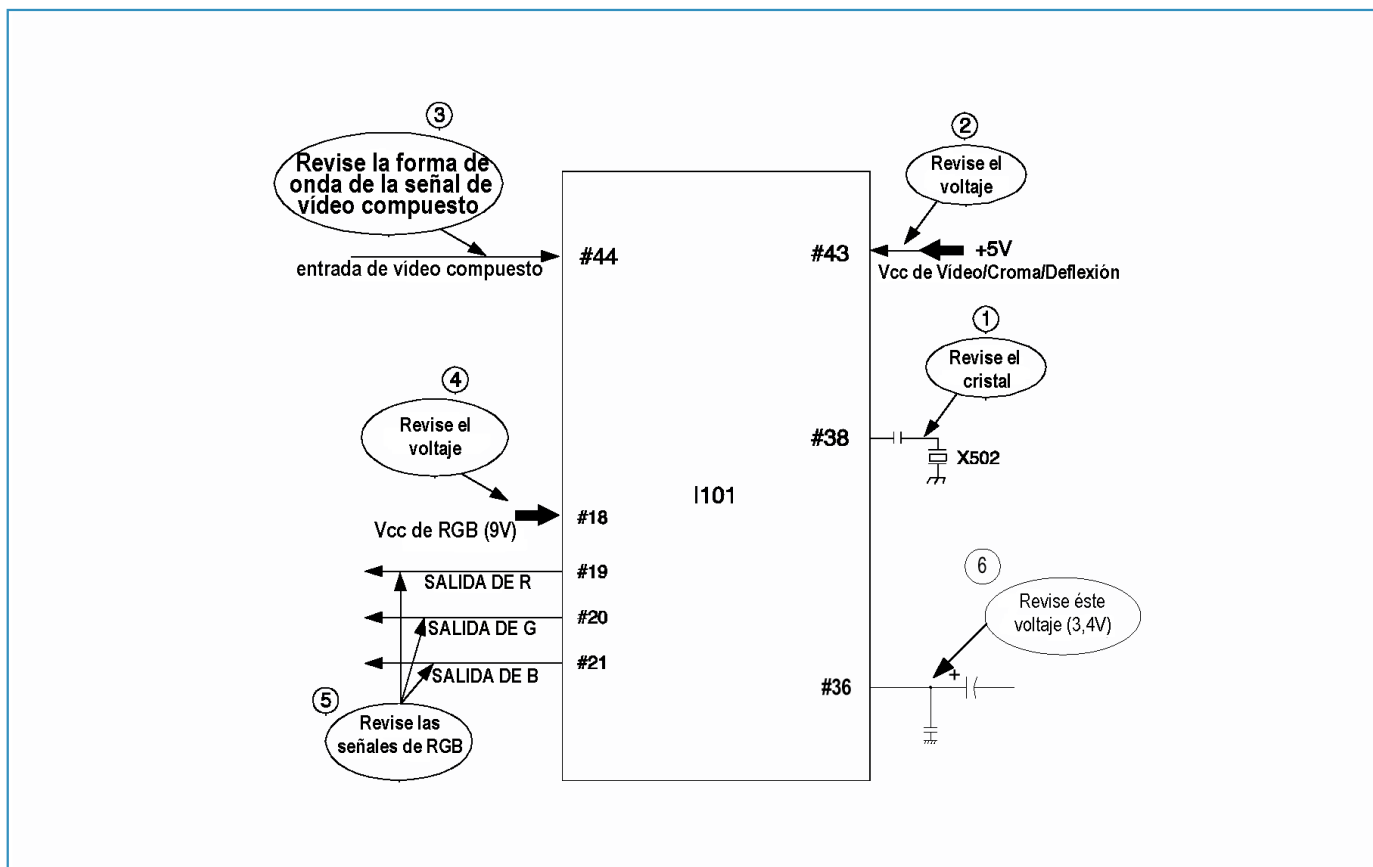 3
Revise la forma de
onda de la señal de
vídeo compuesto
entrada de vídeo compuesto
#44
2
Revise el
voltaje
#43
+5V
Vcc de Vídeo/Croma/Deflexión
1
Revise el
cristal
#38
X502
4
Revise el
voltaje
Vcc de RGB (9V)
#18
I101
#19
SALIDA DE R
#20
SALIDA DE G
#21
SALIDA DE B
5
Revise las
señales de RGB
6
Revise éste
voltaje (3,4V)
#36
+